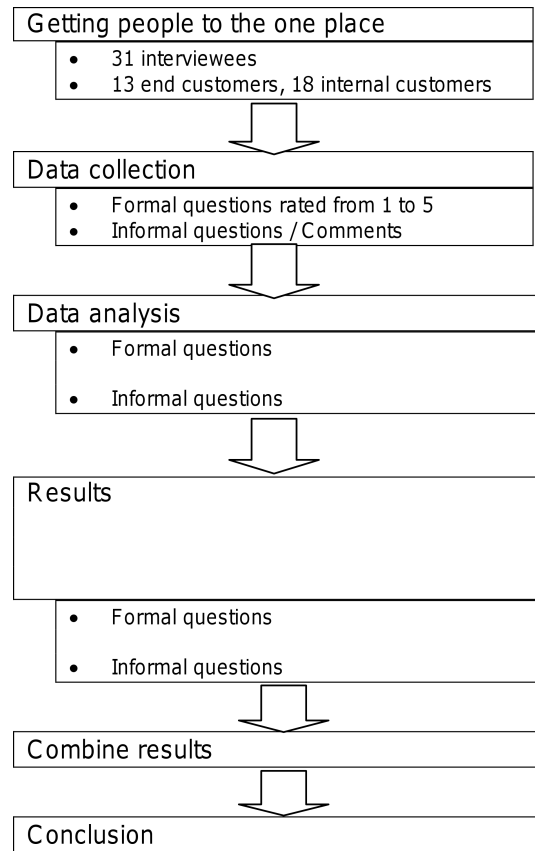 Getting people to the one place
• 31 interviewees
• 13 end customers, 18 internal customers
Data collection
• Formal questions rated from 1 to 5
• Informal questions / Comments
Data analysis
• Formal questions
• Informal questions
Results
• Formal questions
• Informal questions
Combine results
Conclusion